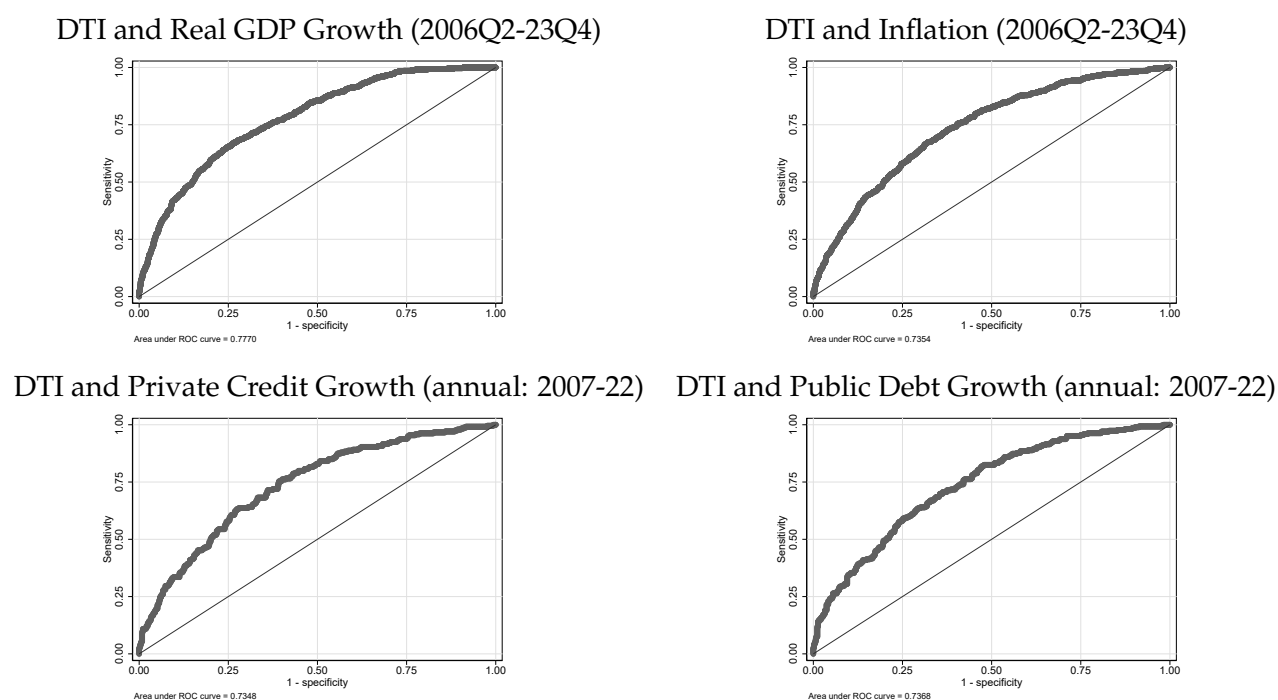 DTI and Real GDP Growth (2006Q2-23Q4)
1.00
0.75
0.50
0.25
0.00
Sensitivity
0.00 0.25 0.50 0.75 1.00
1 - specificity
Area under ROC curve = 0.7770
DTI and Inflation (2006Q2-23Q4)
1.00
0.75
0.50
0.25
0.00
Sensitivity
0.00 0.25 0.50 0.75 1.00
1 - specificity
Area under ROC curve = 0.7354
DTI and Private Credit Growth (annual: 2007-22)
1.00
0.75
0.50
0.25
0.00
Sensitivity
0.00 0.25 0.50 0.75 1.00
1 - specificity
Area under ROC curve = 0.7348
DTI and Public Debt Growth (annual: 2007-22)
1.00
0.75
0.50
0.25
0.00
Sensitivity
0.00 0.25 0.50 0.75 1.00
1 - specificity
Area under ROC curve = 0.7368